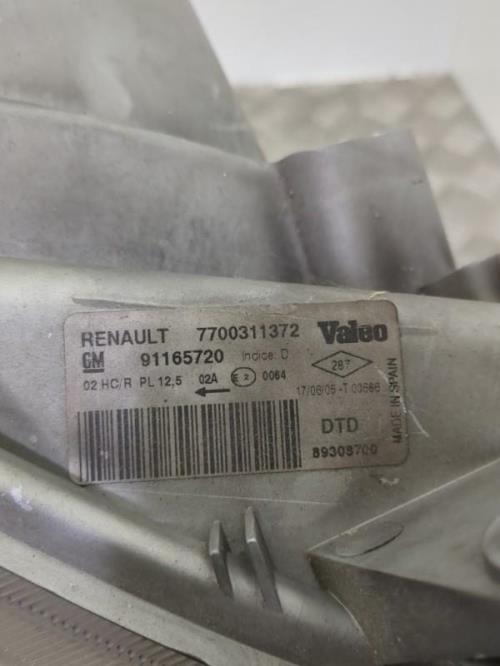 RENAULT 7700311372 Valeo
GM 91165720 Indice: D 287
02 HC/R PL 12,5 02A E2 0064 17/06/05 -T 00686
DTD
89308700
MADE IN SPAIN